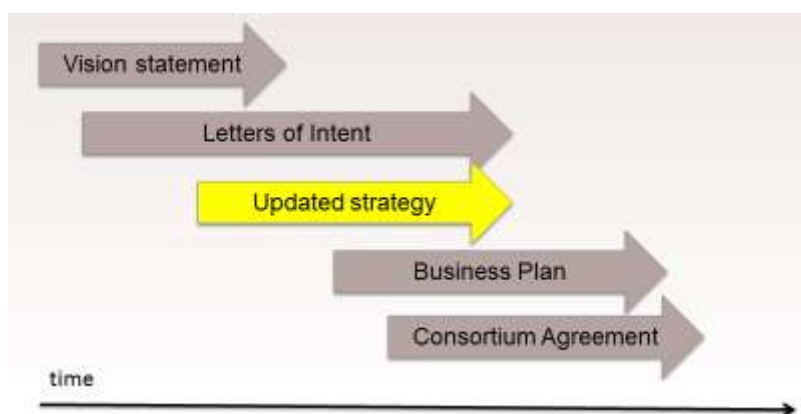 Vision statement
Letters of Intent
Updated strategy
Business Plan
Consortium Agreement
time